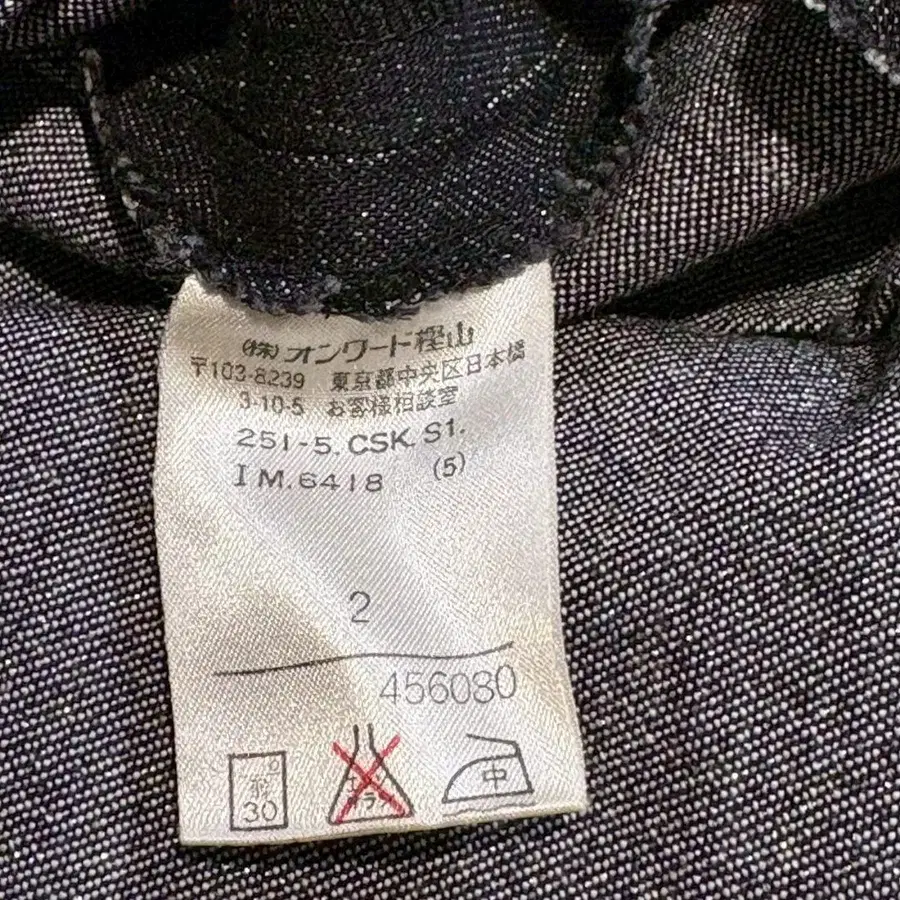 (株)オンワード樫山
〒103-8239 東京都中央区日本橋
3-10-5 お客様相談室
251-5.CSK.S1.
IM.6418 (5)
2
456080
30
中